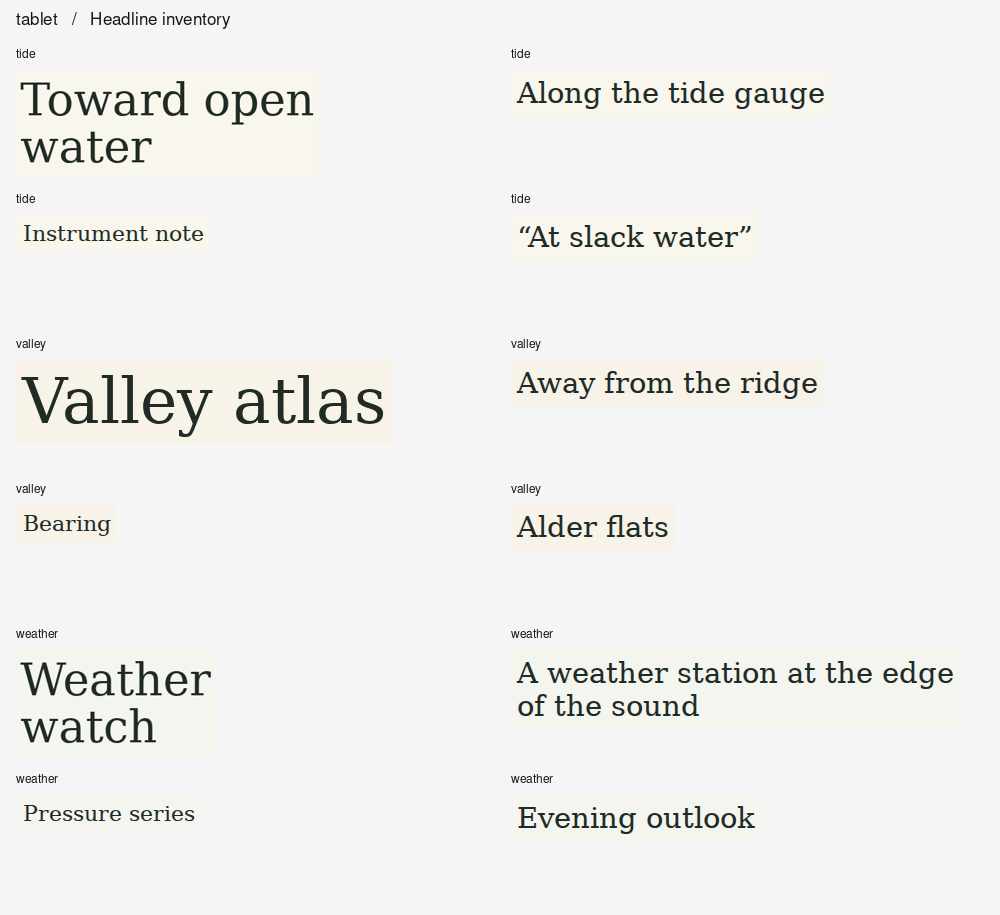 tablet / Headline inventory
tide
Toward open
water
tide
Along the tide gauge
tide
Instrument note
tide
“At slack water”
valley
Valley atlas
valley
Away from the ridge
valley
Bearing
valley
Alder flats
weather
Weather
watch
weather
A weather station at the edge
of the sound
weather
Pressure series
weather
Evening outlook